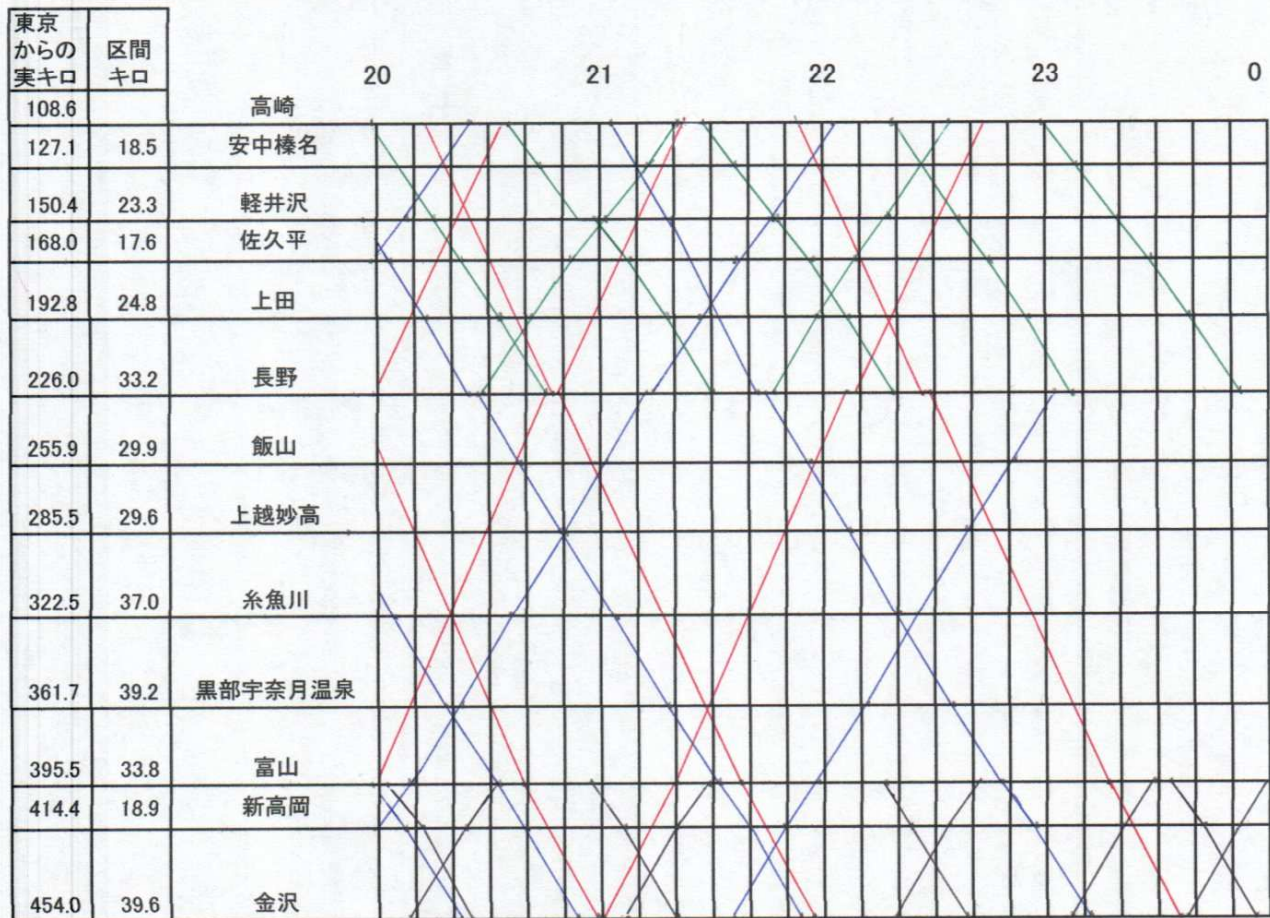 東京
からの
実キロ
区間
キロ
20 21 22 23 0
108.6 高崎
127.1 18.5 安中榛名
150.4 23.3 軽井沢
168.0 17.6 佐久平
192.8 24.8 上田
226.0 33.2 長野
255.9 29.9 飯山
285.5 29.6 上越妙高
322.5 37.0 糸魚川
361.7 39.2 黒部宇奈月温泉
395.5 33.8 富山
414.4 18.9 新高岡
454.0 39.6 金沢